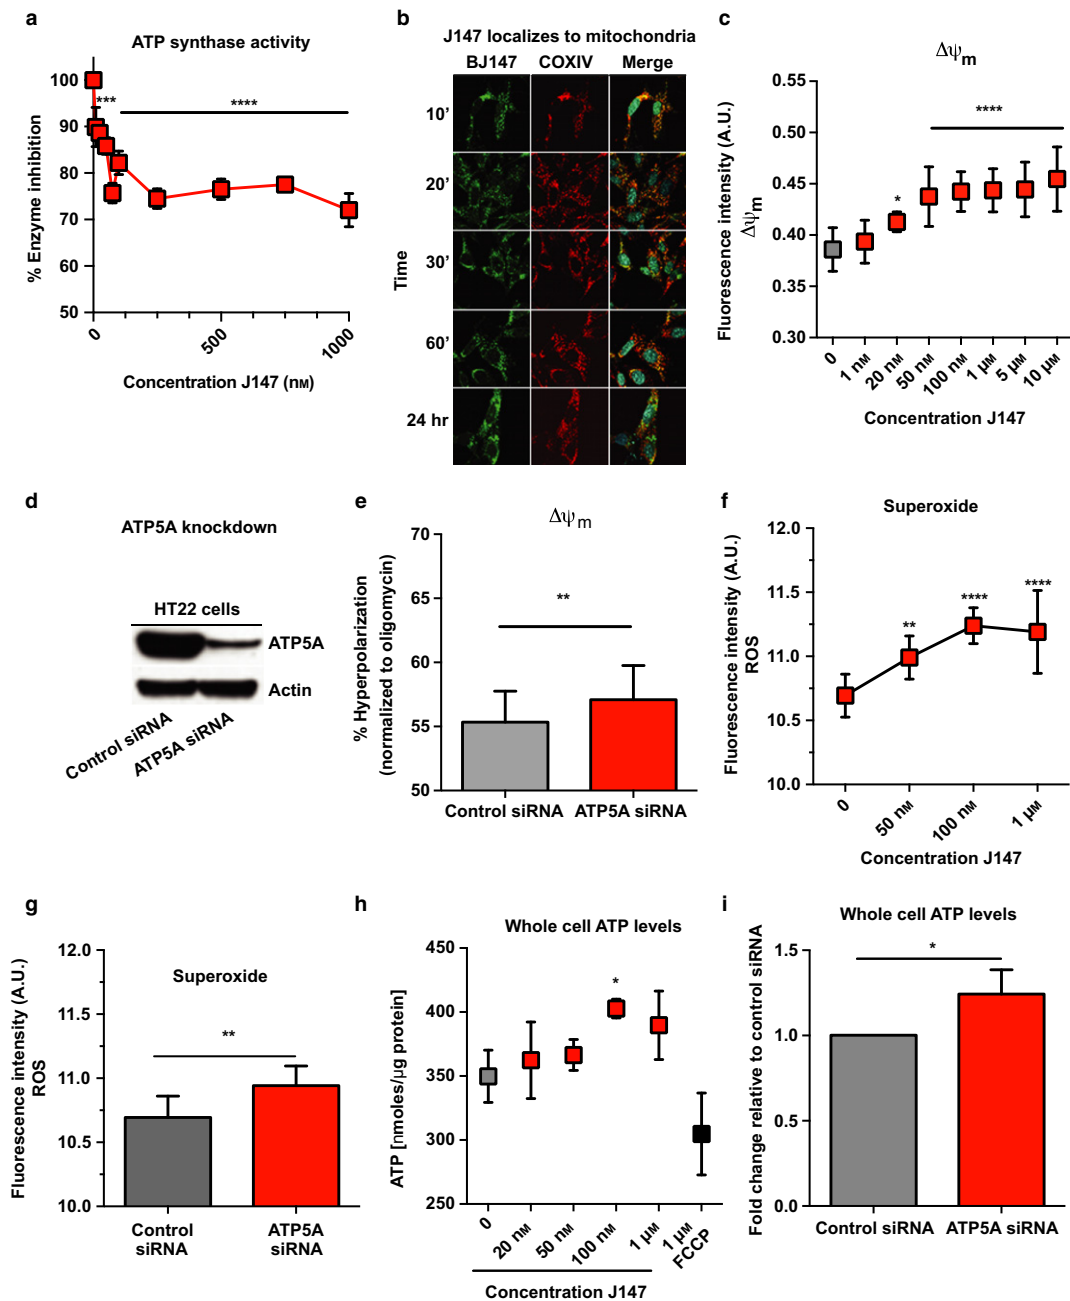 a
ATP synthase activity
% Enzyme inhibition
100
90
80
70
60
50
***
****
0
500
1000
Concentration J147 (nM)
b
J147 localizes to mitochondria
BJ147 COXIV Merge
Time
10'
20'
30'
60'
24 hr
c
Δψm
Fluorescence intensity (A.U.)
Δψm
0.55
0.50
0.45
0.40
0.35
0.30
*
****
0
1 nM
20 nM
50 nM
100 nM
1 μM
5 μM
10 μM
Concentration J147
d
ATP5A knockdown
HT22 cells
ATP5A
Actin
Control siRNA
ATP5A siRNA
e
Δψm
% Hyperpolarization
(normalized to oligomycin)
70
65
60
55
50
**
Control siRNA ATP5A siRNA
f
Superoxide
Fluorescence intensity (A.U.)
ROS
12.0
11.5
11.0
10.5
10.0
**
****
****
0
50 nM
100 nM
1 μM
Concentration J147
g
Superoxide
Fluorescence intensity (A.U.)
ROS
12.0
11.5
11.0
10.5
10.0
**
Control
siRNA
ATP5A
siRNA
h
Whole cell ATP levels
ATP [nmoles/μg protein]
450
400
350
300
250
*
0
20 nM
50 nM
100 nM
1 μM
1 μM
FCCP
Concentration J147
i
Whole cell ATP levels
Fold change relative to control siRNA
1.5
1.0
0.5
0.0
*
Control siRNA ATP5A siRNA